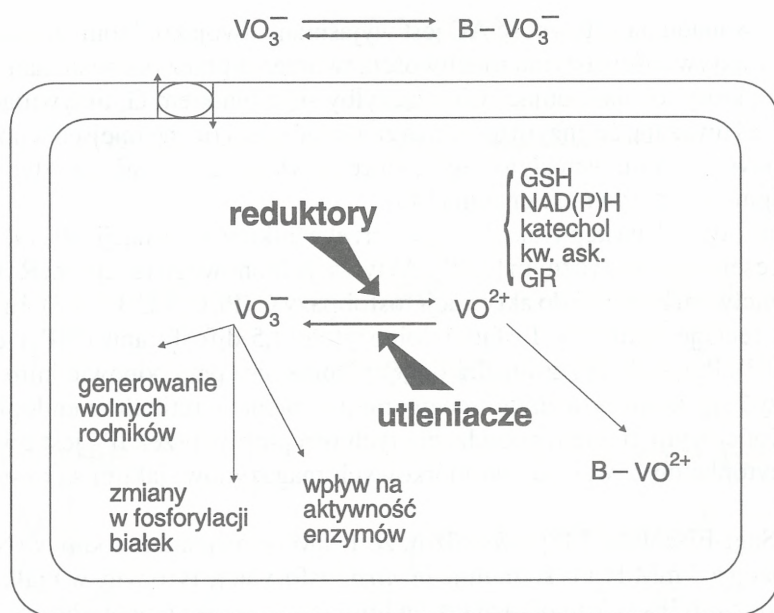 VO₃⁻ ⇌ B – VO₃⁻
GSH
NAD(P)H
katechol
kw. ask.
GR
reduktory
VO₃⁻ ⇌ VO²⁺
utleniacze
generowanie
wolnych
rodników
zmiany
w fosforylacji
białek
wpływ na
aktywność
enzymów
B – VO²⁺